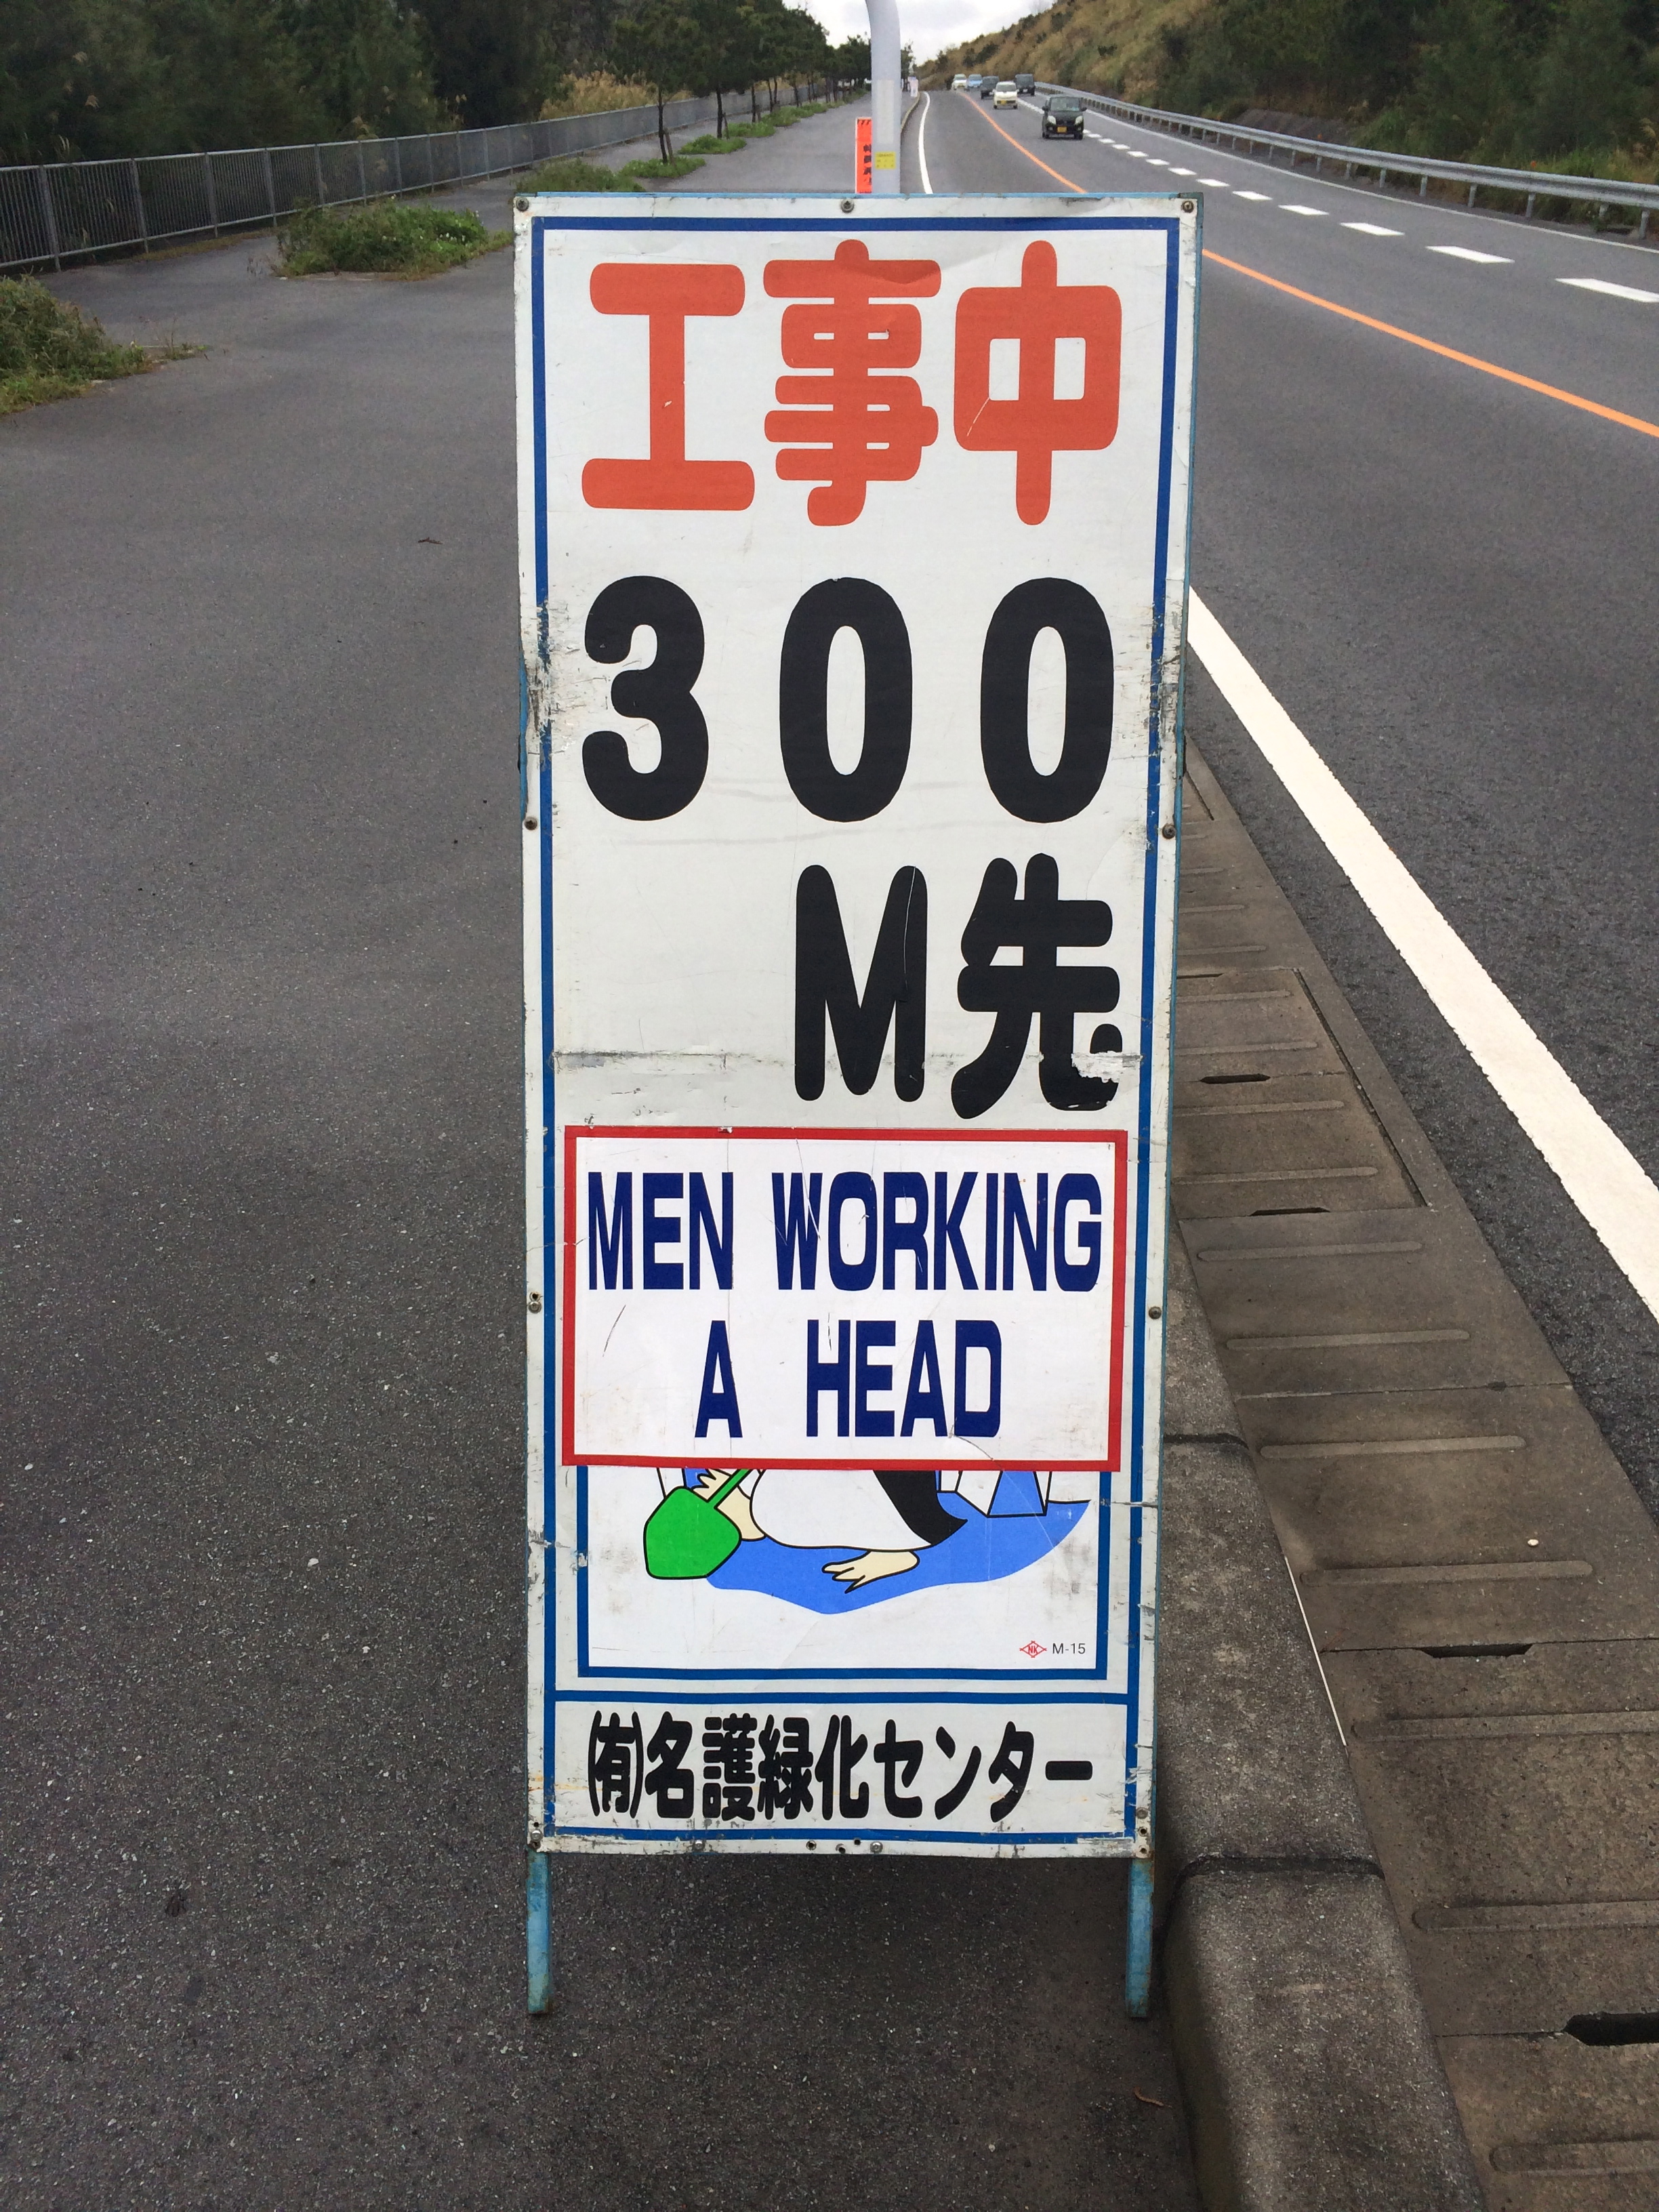 工事中
300
M先
MEN WORKING
A HEAD
NK M-15
㈲名護緑化センター